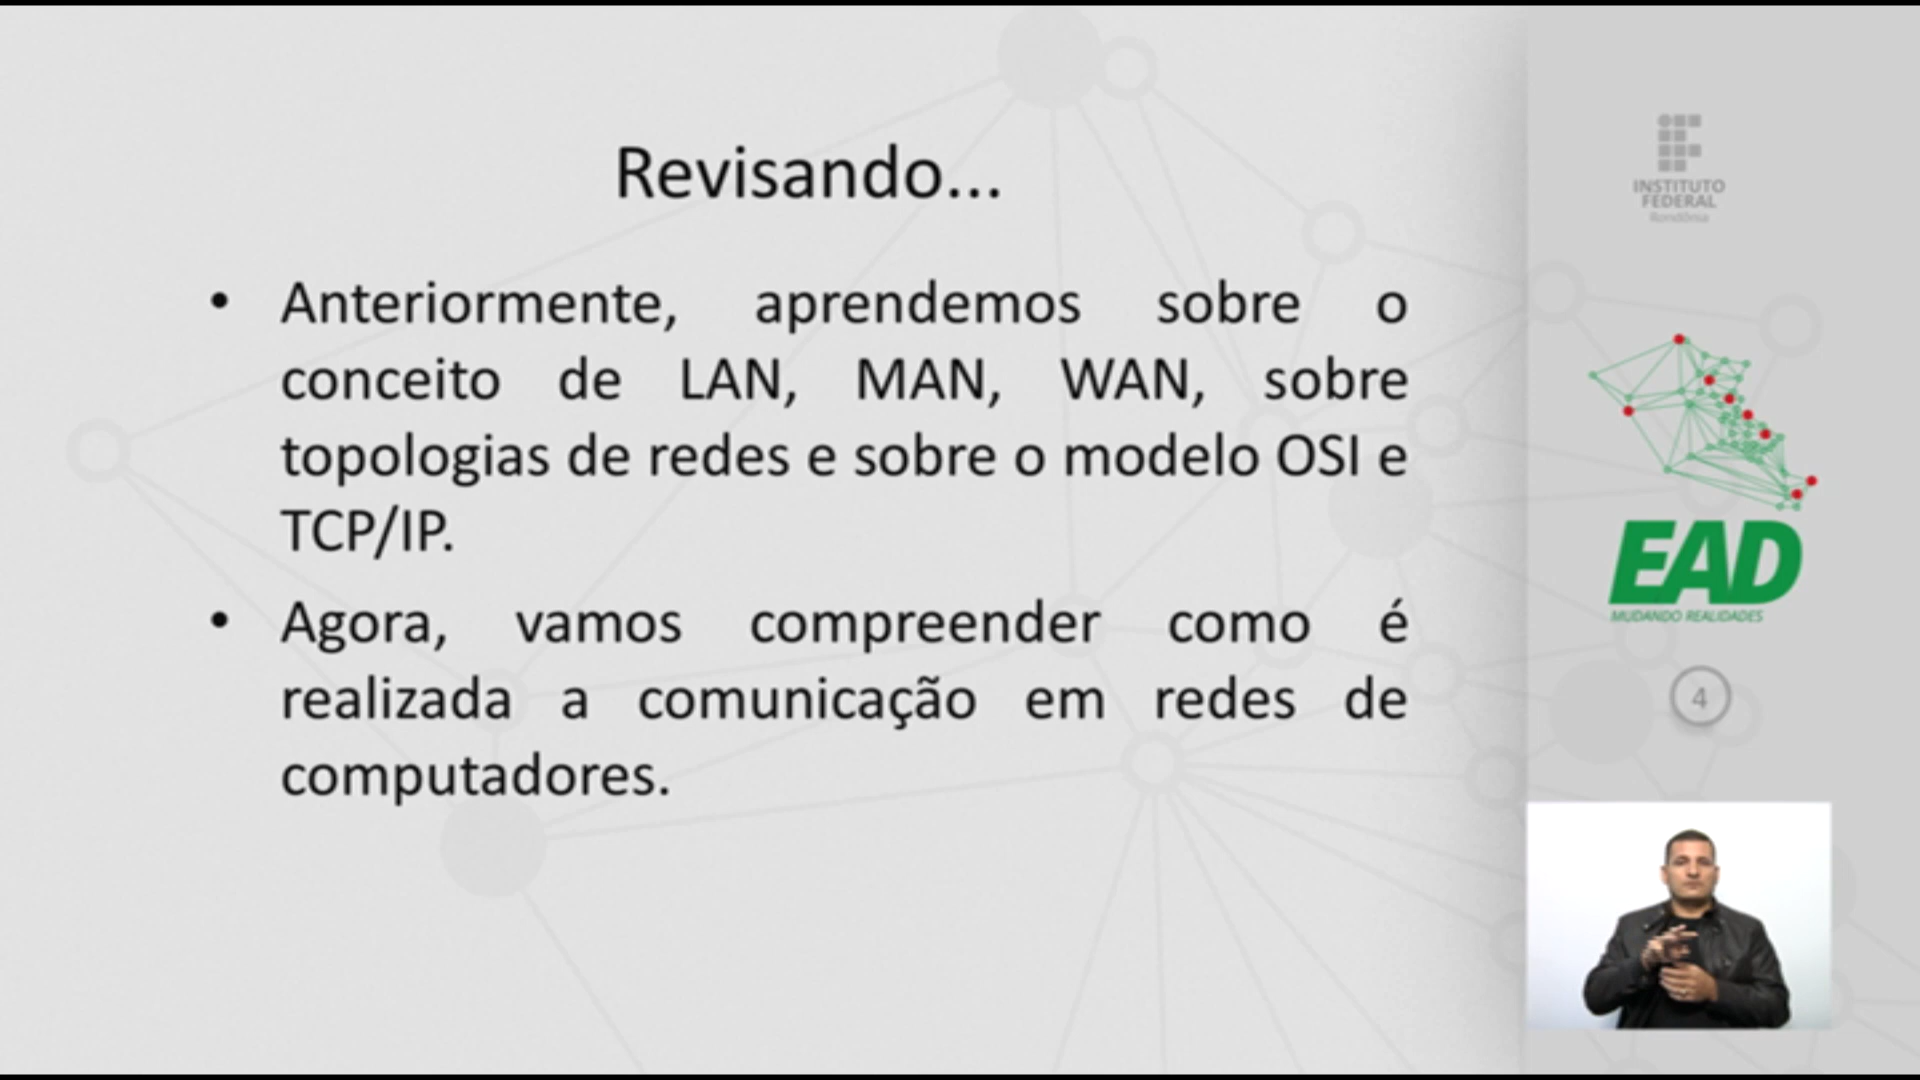 Revisando...
• Anteriormente, aprendemos sobre o
conceito de LAN, MAN, WAN, sobre
topologias de redes e sobre o modelo OSI e
TCP/IP.
• Agora, vamos compreender como é
realizada a comunicação em redes de
computadores.
INSTITUTO
FEDERAL
Rondônia
EAD
MUDANDO REALIDADES
4